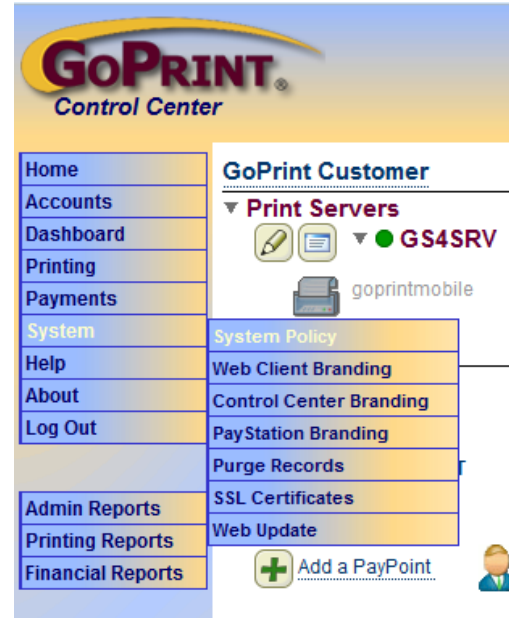 GOPRINT®
Control Center
Home
Accounts
Dashboard
Printing
Payments
System
Help
About
Log Out
Admin Reports
Printing Reports
Financial Reports
GoPrint Customer
Print Servers
GS4SRV
goprintmobile
System Policy
Web Client Branding
Control Center Branding
PayStation Branding
Purge Records
SSL Certificates
Web Update
Add a PayPoint